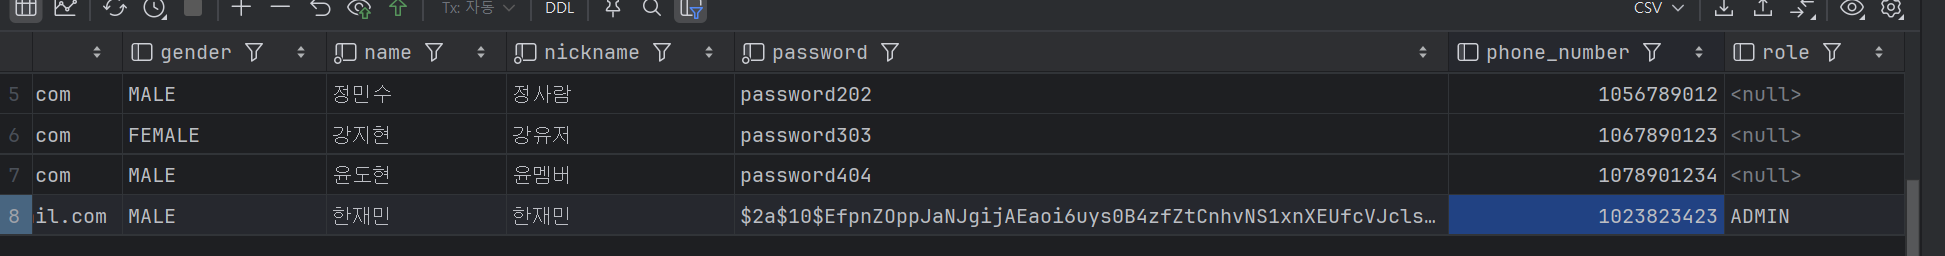 Tx: 자동 DDL CSV
gender name nickname password phone_number role
5 com MALE 정민수 정사람 password202 1056789012 <null>
6 com FEMALE 강지현 강유저 password303 1067890123 <null>
7 com MALE 윤도현 윤멤버 password404 1078901234 <null>
8 il.com MALE 한재민 한재민 $2a$10$EfpnZOppJaNJgijAEaoi6uys0B4zfZtCnhvNS1xnXEUfcVJcls… 1023823423 ADMIN